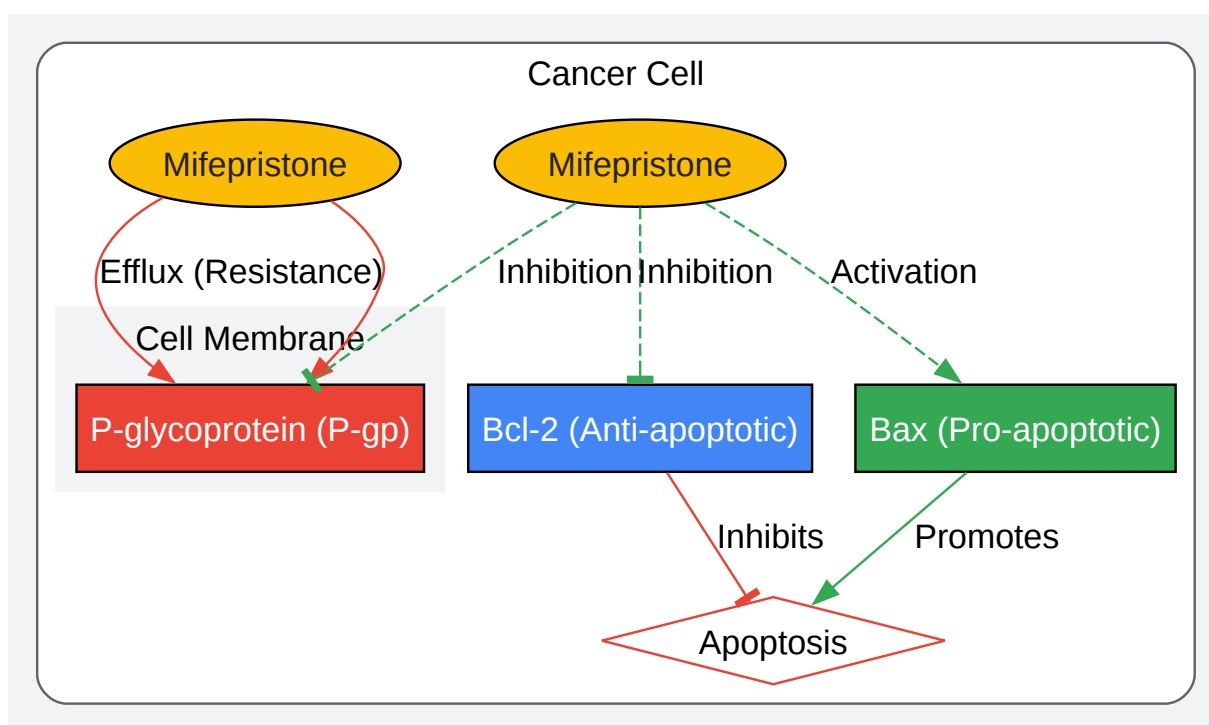 Cancer Cell
Mifepristone
Mifepristone
Efflux (Resistance)
Inhibition
Inhibition
Activation
Cell Membrane
P-glycoprotein (P-gp)
Bcl-2 (Anti-apoptotic)
Bax (Pro-apoptotic)
Inhibits
Promotes
Apoptosis